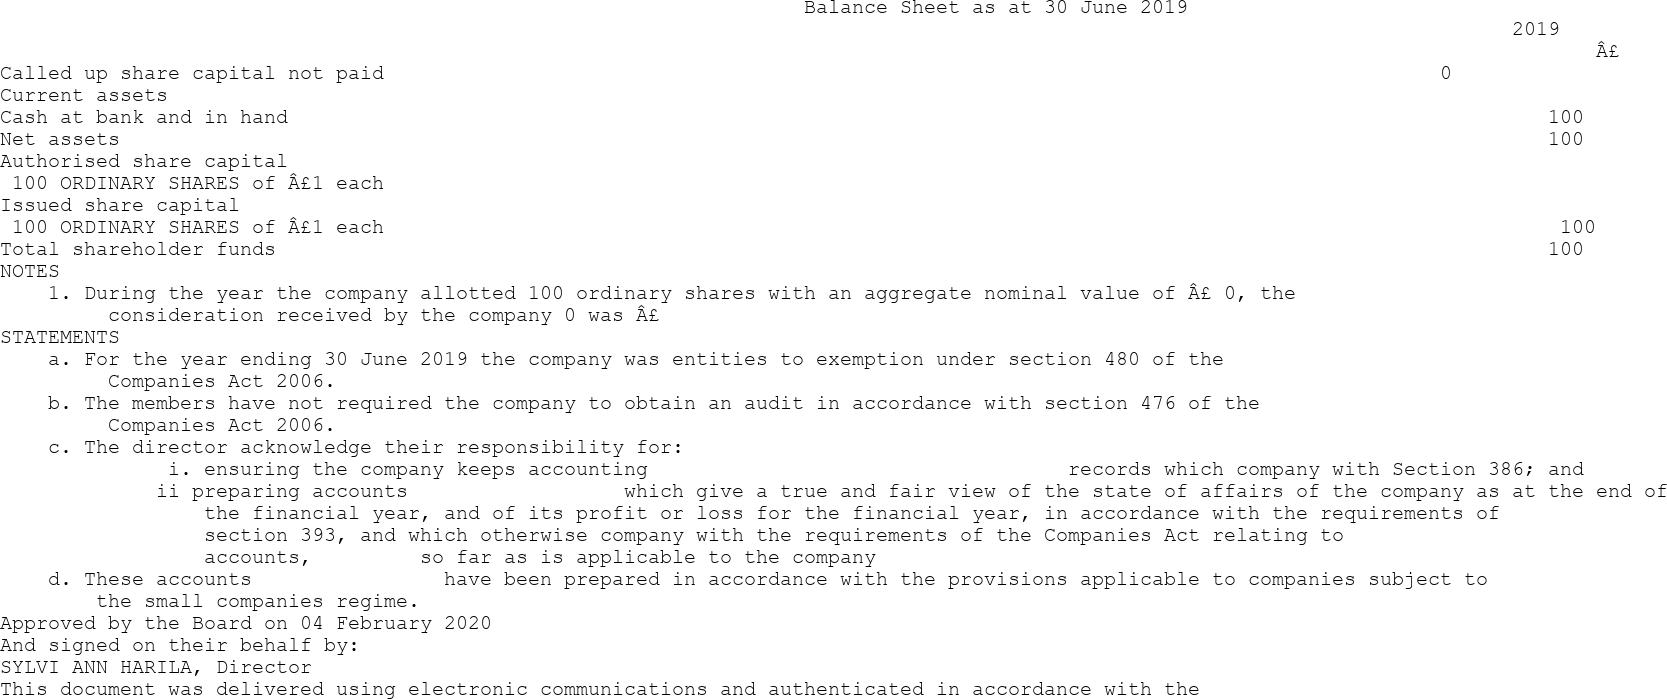 Balance Sheet as at 30 June 2019
2019
Â£
Called up share capital not paid 0
Current assets
Cash at bank and in hand 100
Net assets 100
Authorised share capital
100 ORDINARY SHARES of Â£1 each
Issued share capital
100 ORDINARY SHARES of Â£1 each 100
Total shareholder funds 100
NOTES
1. During the year the company allotted 100 ordinary shares with an aggregate nominal value of Â£ 0, the
consideration received by the company 0 was Â£
STATEMENTS
a. For the year ending 30 June 2019 the company was entities to exemption under section 480 of the
Companies Act 2006.
b. The members have not required the company to obtain an audit in accordance with section 476 of the
Companies Act 2006.
c. The director acknowledge their responsibility for:
i. ensuring the company keeps accounting records which company with Section 386; and
ii preparing accounts which give a true and fair view of the state of affairs of the company as at the end of
the financial year, and of its profit or loss for the financial year, in accordance with the requirements of
section 393, and which otherwise company with the requirements of the Companies Act relating to
accounts, so far as is applicable to the company
d. These accounts have been prepared in accordance with the provisions applicable to companies subject to
the small companies regime.
Approved by the Board on 04 February 2020
And signed on their behalf by:
SYLVI ANN HARILA, Director
This document was delivered using electronic communications and authenticated in accordance with the